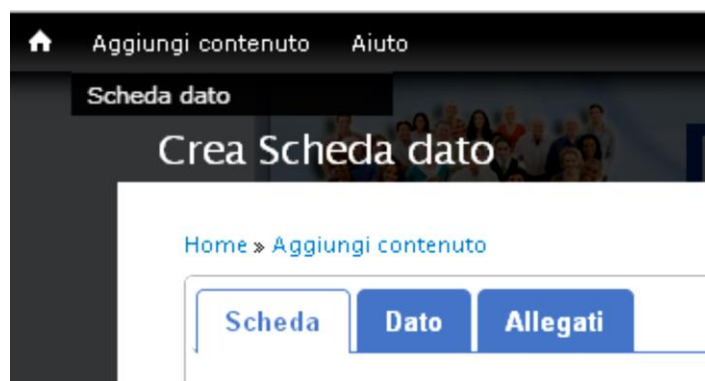 Aggiungi contenuto Aiuto
Scheda dato
Crea Scheda dato
Home » Aggiungi contenuto
Scheda Dato Allegati